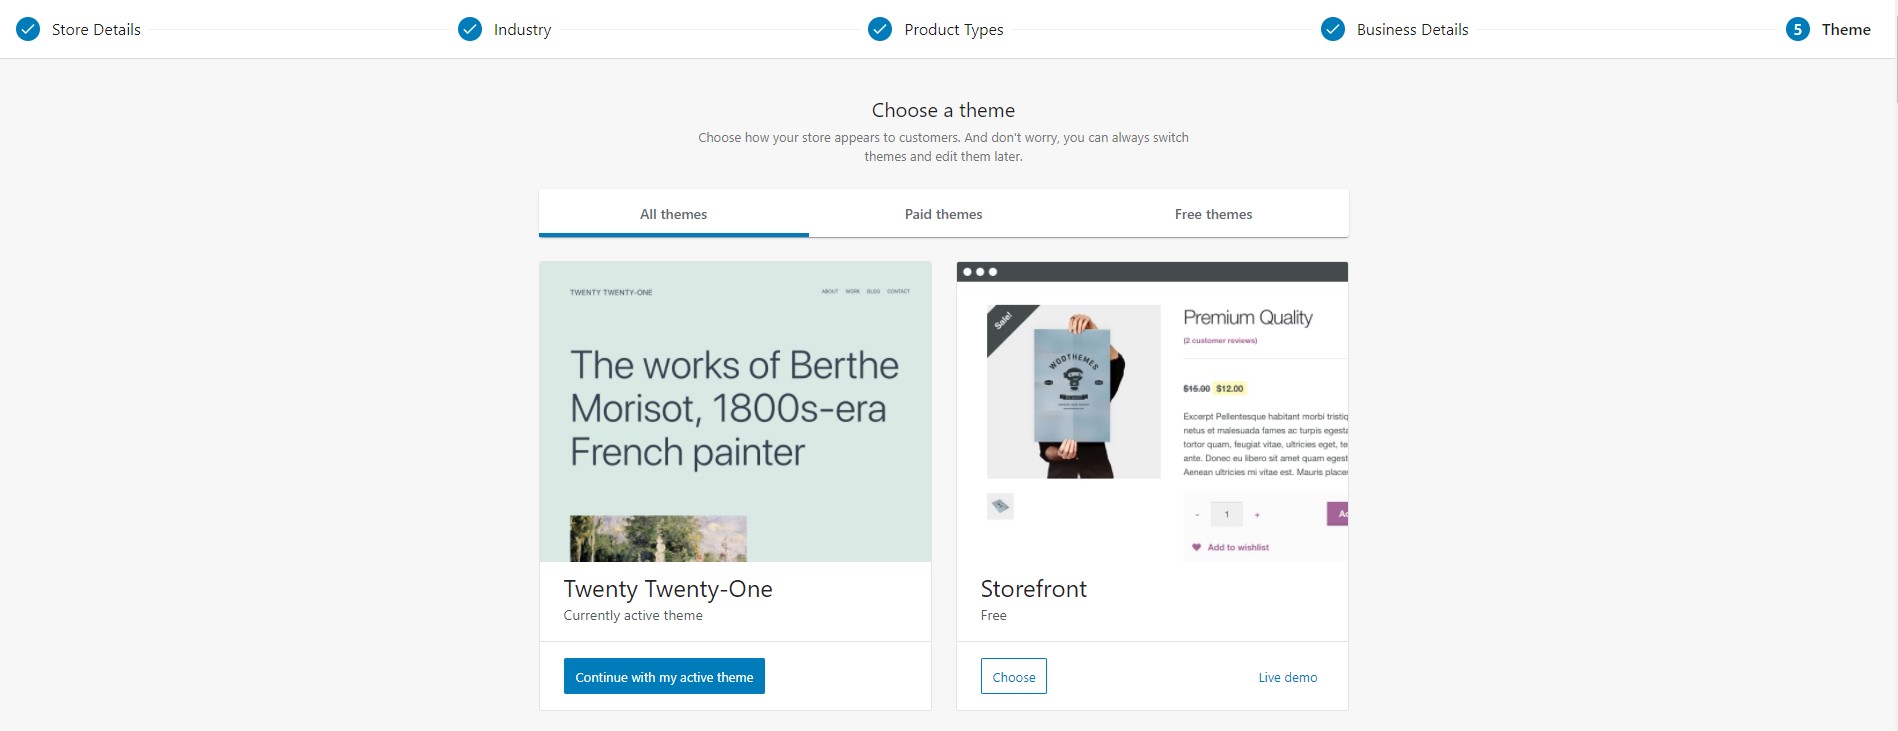 Store Details
Industry
Product Types
Business Details
5 Theme
Choose a theme
Choose how your store appears to customers. And don't worry, you can always switch
themes and edit them later.
All themes
Paid themes
Free themes
TWENTY TWENTY-ONE
ABOUT WORK BLOG CONTACT
The works of Berthe
Morisot, 1800s-era
French painter
Twenty Twenty-One
Currently active theme
Continue with my active theme
Sale!
WOOTHEMES
Premium Quality
(2 customer reviews)
$15.00 $12.00
Excerpt Pellentesque habitant morbi tristiq
netus et malesuada fames ac turpis egesta
tortor quam, feugiat vitae, ultricies eget, te
ante. Donec eu libero sit amet quam egest
Aenean ultricies mi vitae est. Mauris place
- 1 +
Ad
Add to wishlist
Storefront
Free
Choose
Live demo